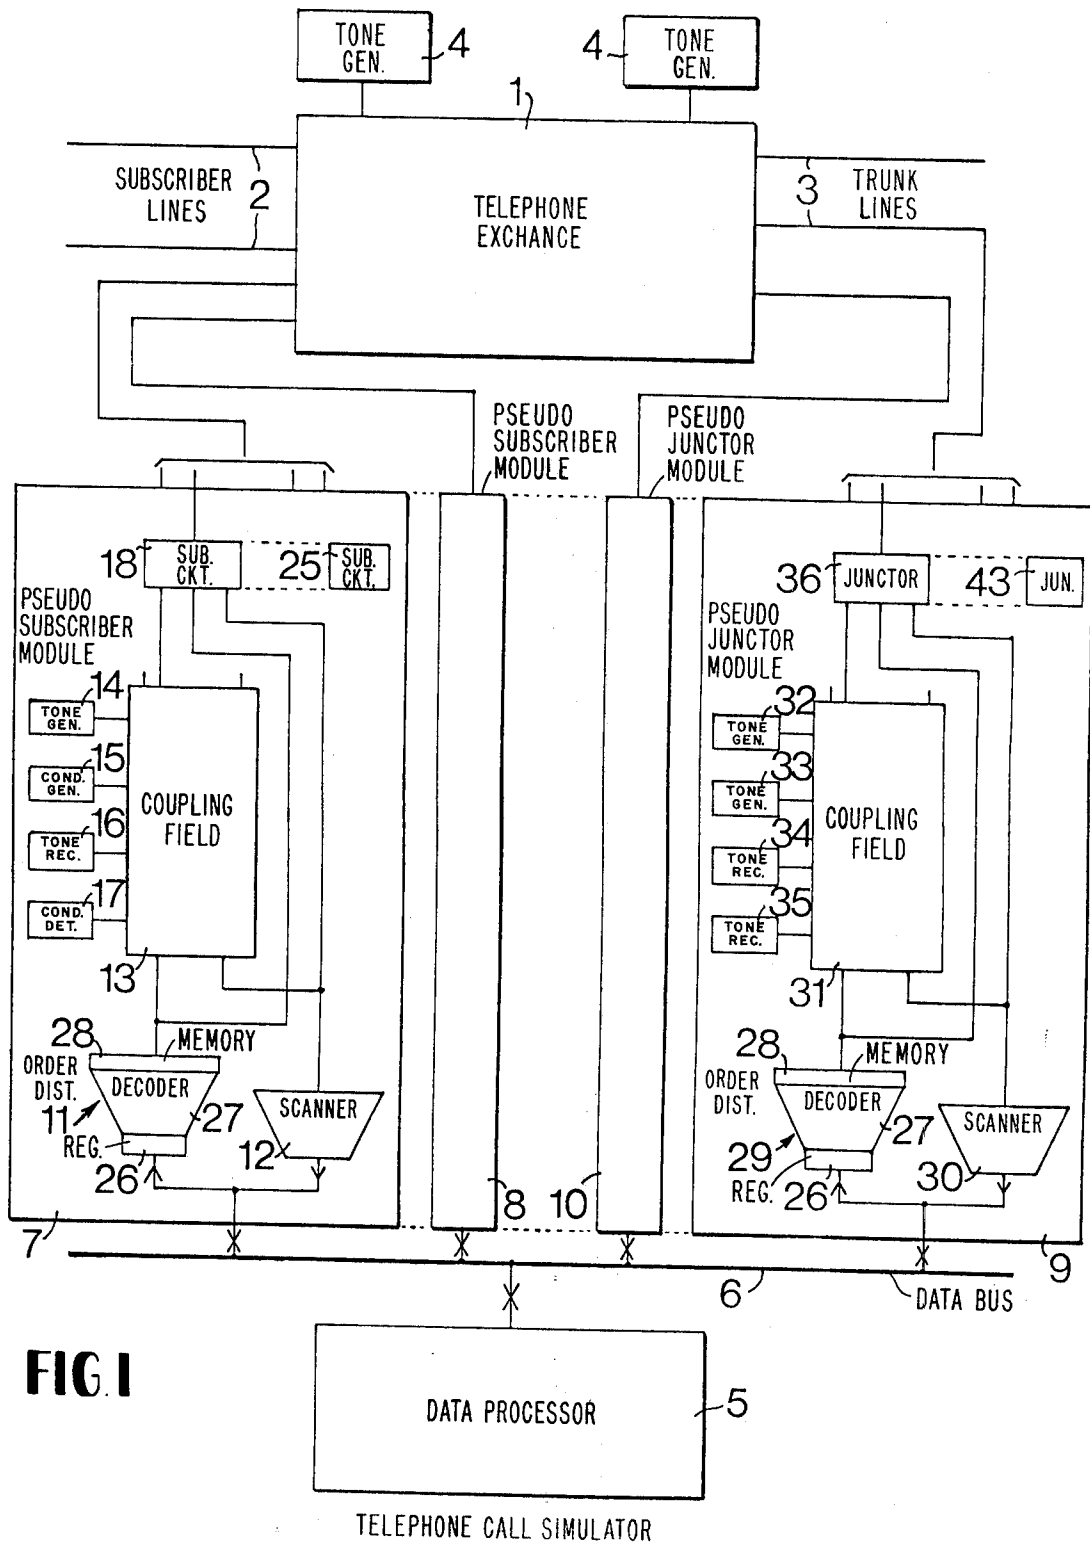 TONE
GEN.
4
4
TONE
GEN.
1
SUBSCRIBER
LINES
2
TELEPHONE
EXCHANGE
3
TRUNK
LINES
PSEUDO
SUBSCRIBER
MODULE
PSEUDO
JUNCTOR
MODULE
18
SUB.
CKT.
25
SUB.
CKT.
36
JUNCTOR
43
JUN.
PSEUDO
SUBSCRIBER
MODULE
PSEUDO
JUNCTOR
MODULE
14
TONE
GEN.
15
COND.
GEN.
16
TONE
REC.
17
COND.
DET.
COUPLING
FIELD
13
32
TONE
GEN.
33
TONE
GEN.
34
TONE
REC.
35
TONE
REC.
COUPLING
FIELD
31
28
MEMORY
ORDER
DIST.
11
DECODER
27
REG.
26
SCANNER
12
28
MEMORY
ORDER
DIST.
29
DECODER
27
REG.
26
SCANNER
30
7
8
10
9
6
DATA BUS
FIG.1
DATA PROCESSOR
5
TELEPHONE CALL SIMULATOR